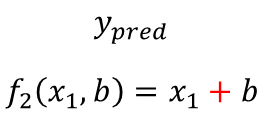 y_pred
f_2(x_1, b) = x_1 + b